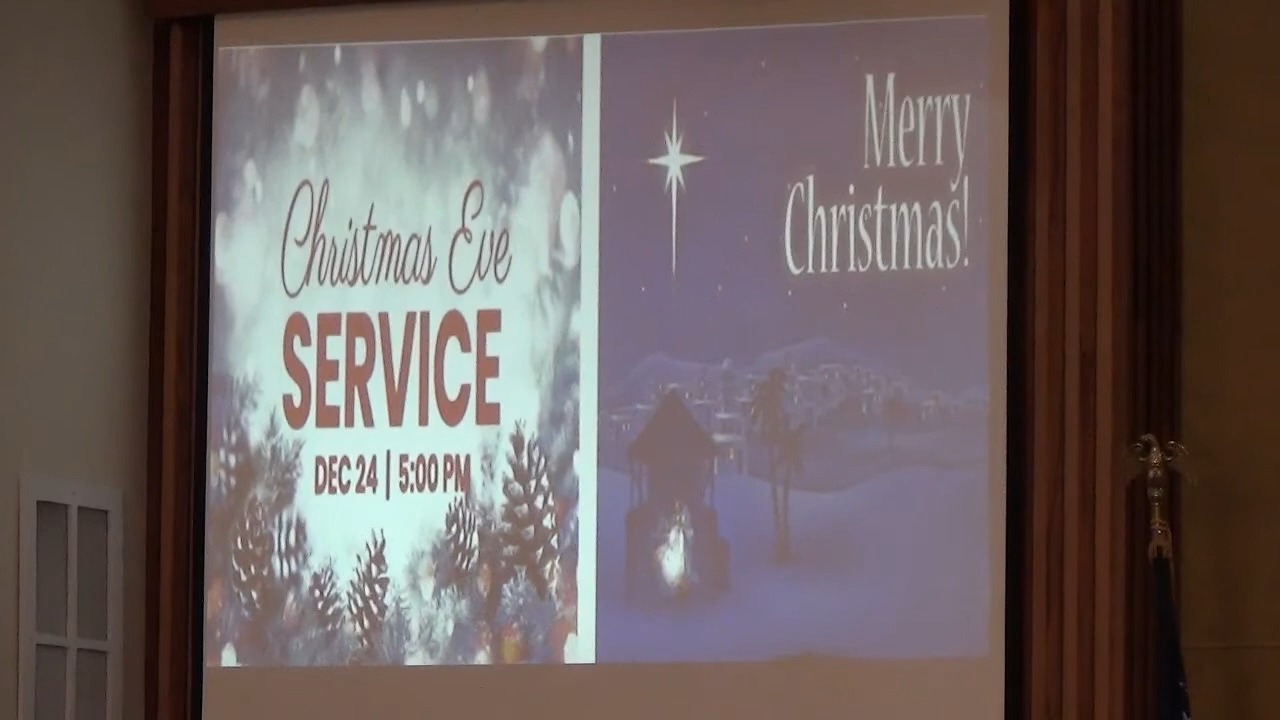 Christmas Eve
SERVICE
DEC 24 | 5:00 PM
Merry
Christmas!